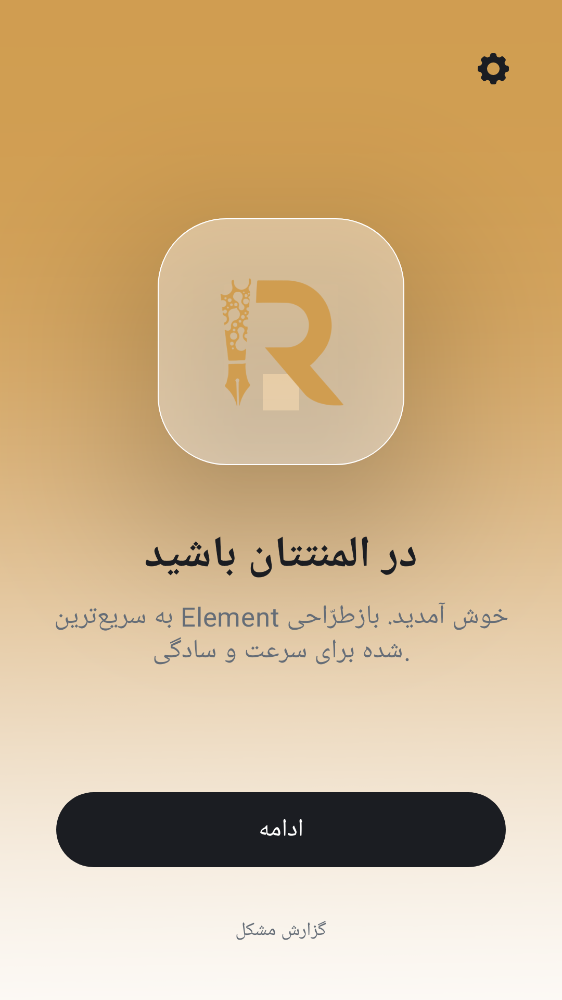 R
در المنتتان باشید
خوش آمدید. بازطرّاحی Element به سریع‌ترین
شده برای سرعت و سادگی.
ادامه
گزارش مشکل